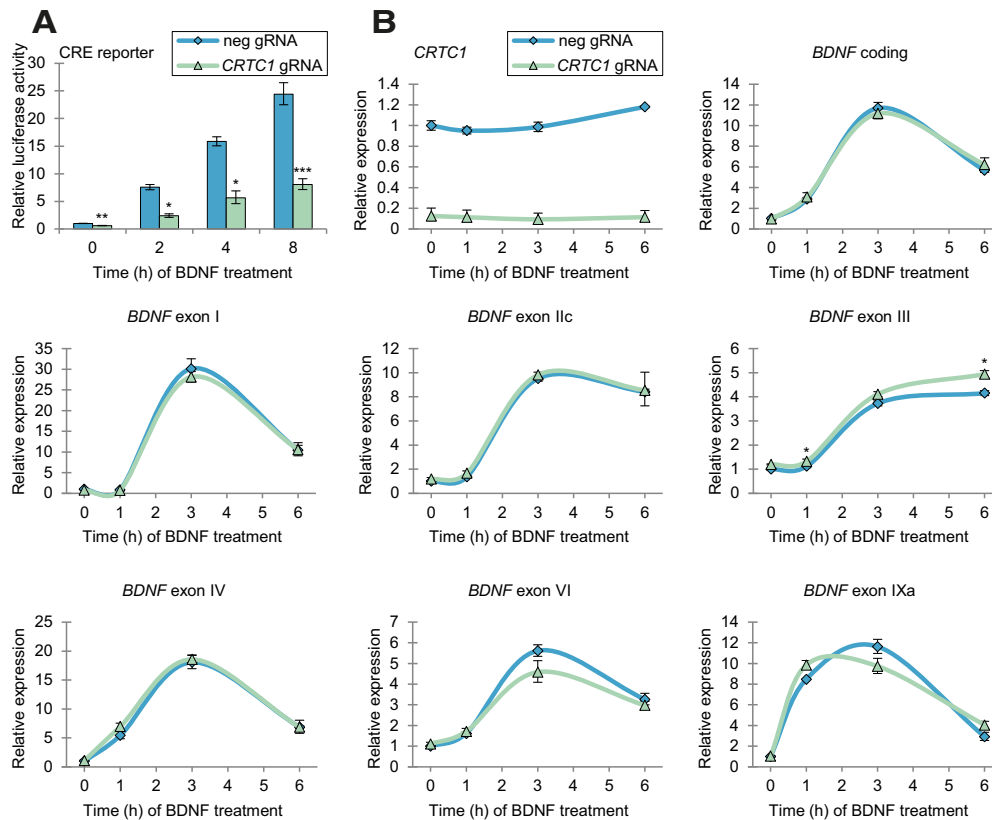 A
CRE reporter
neg gRNA
CRTC1 gRNA
Relative luciferase activity
30
25
20
15
10
5
0
**
*
*
***
0 2 4 8
Time (h) of BDNF treatment
B
CRTC1
neg gRNA
CRTC1 gRNA
Relative expression
1.4
1.2
1
0.8
0.6
0.4
0.2
0
0 1 2 3 4 5 6
Time (h) of BDNF treatment
BDNF coding
Relative expression
14
12
10
8
6
4
2
0
0 1 2 3 4 5 6
Time (h) of BDNF treatment
BDNF exon I
Relative expression
35
30
25
20
15
10
5
0
0 1 2 3 4 5 6
Time (h) of BDNF treatment
BDNF exon IIc
Relative expression
12
10
8
6
4
2
0
0 1 2 3 4 5 6
Time (h) of BDNF treatment
BDNF exon III
Relative expression
6
5
4
3
2
1
0
*
*
0 1 2 3 4 5 6
Time (h) of BDNF treatment
BDNF exon IV
Relative expression
25
20
15
10
5
0
0 1 2 3 4 5 6
Time (h) of BDNF treatment
BDNF exon VI
Relative expression
7
6
5
4
3
2
1
0
0 1 2 3 4 5 6
Time (h) of BDNF treatment
BDNF exon IXa
Relative expression
14
12
10
8
6
4
2
0
0 1 2 3 4 5 6
Time (h) of BDNF treatment